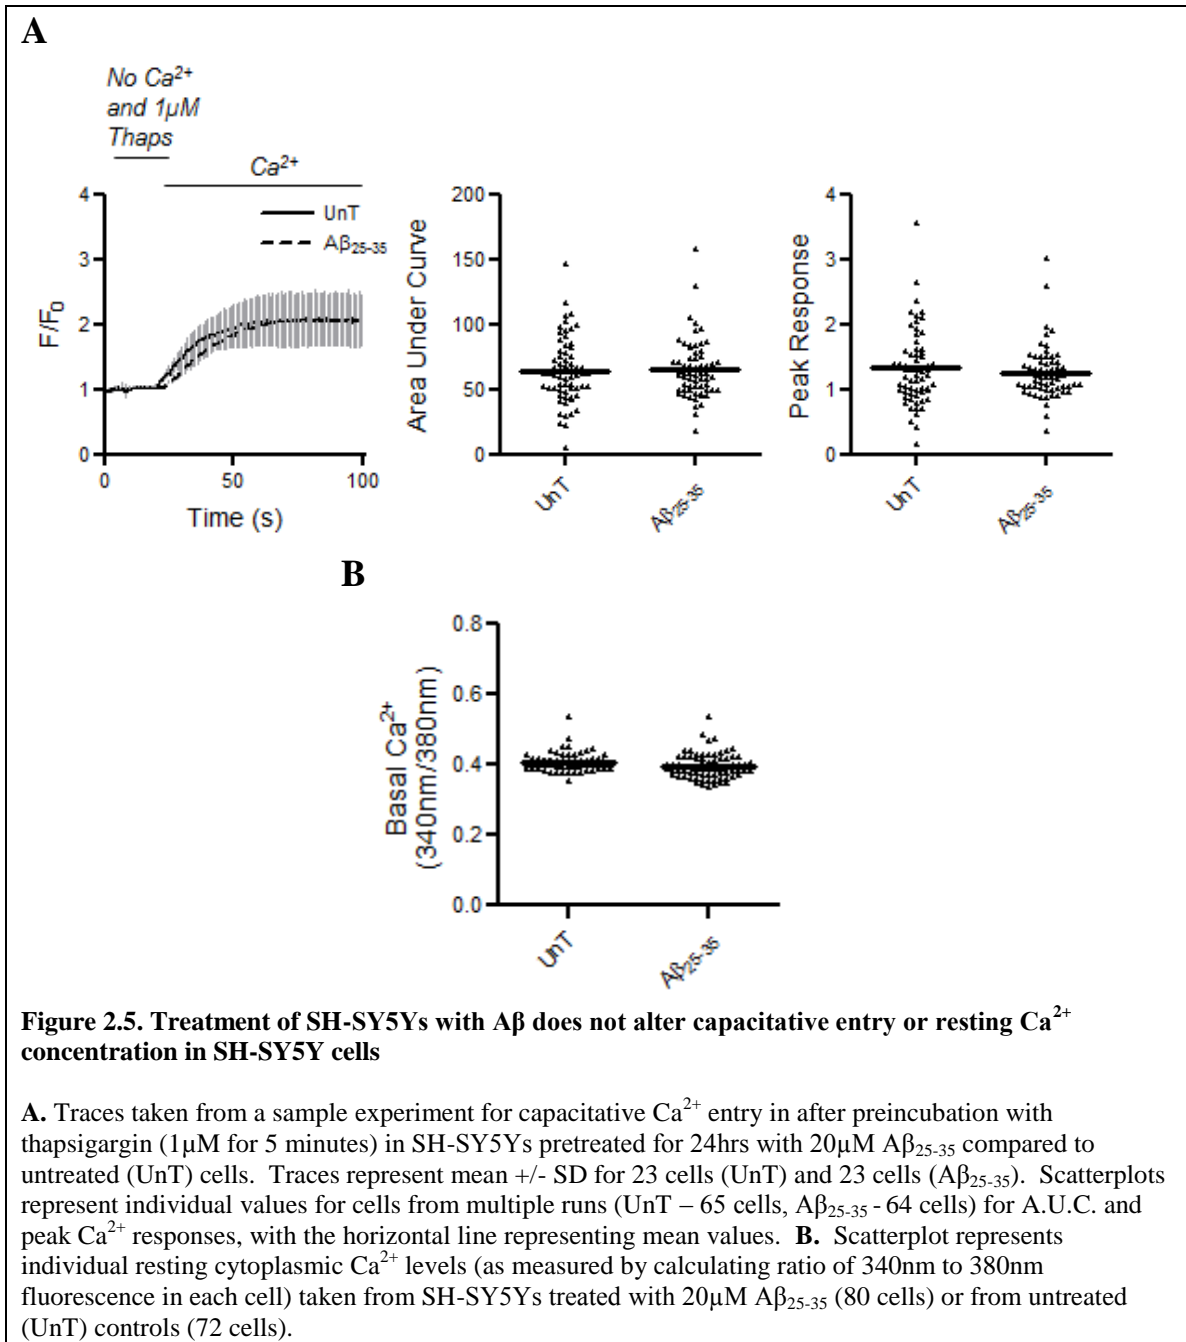 A
No Ca²⁺
and 1µM
Thaps
Ca²⁺
4
3
2
1
0
F/F₀
UnT
Aβ₂₅₋₃₅
0
50
100
Time (s)
200
150
100
50
0
Area Under Curve
UnT
Aβ₂₅₋₃₅
4
3
2
1
0
Peak Response
UnT
Aβ₂₅₋₃₅
B
0.8
0.6
0.4
0.2
0.0
Basal Ca²⁺
(340nm/380nm)
UnT
Aβ₂₅₋₃₅
Figure 2.5. Treatment of SH-SY5Ys with Aβ does not alter capacitative entry or resting Ca²⁺
concentration in SH-SY5Y cells
A. Traces taken from a sample experiment for capacitative Ca²⁺ entry in after preincubation with
thapsigargin (1µM for 5 minutes) in SH-SY5Ys pretreated for 24hrs with 20µM Aβ₂₅₋₃₅ compared to
untreated (UnT) cells. Traces represent mean +/- SD for 23 cells (UnT) and 23 cells (Aβ₂₅₋₃₅). Scatterplots
represent individual values for cells from multiple runs (UnT – 65 cells, Aβ₂₅₋₃₅ - 64 cells) for A.U.C. and
peak Ca²⁺ responses, with the horizontal line representing mean values. B. Scatterplot represents
individual resting cytoplasmic Ca²⁺ levels (as measured by calculating ratio of 340nm to 380nm
fluorescence in each cell) taken from SH-SY5Ys treated with 20µM Aβ₂₅₋₃₅ (80 cells) or from untreated
(UnT) controls (72 cells).